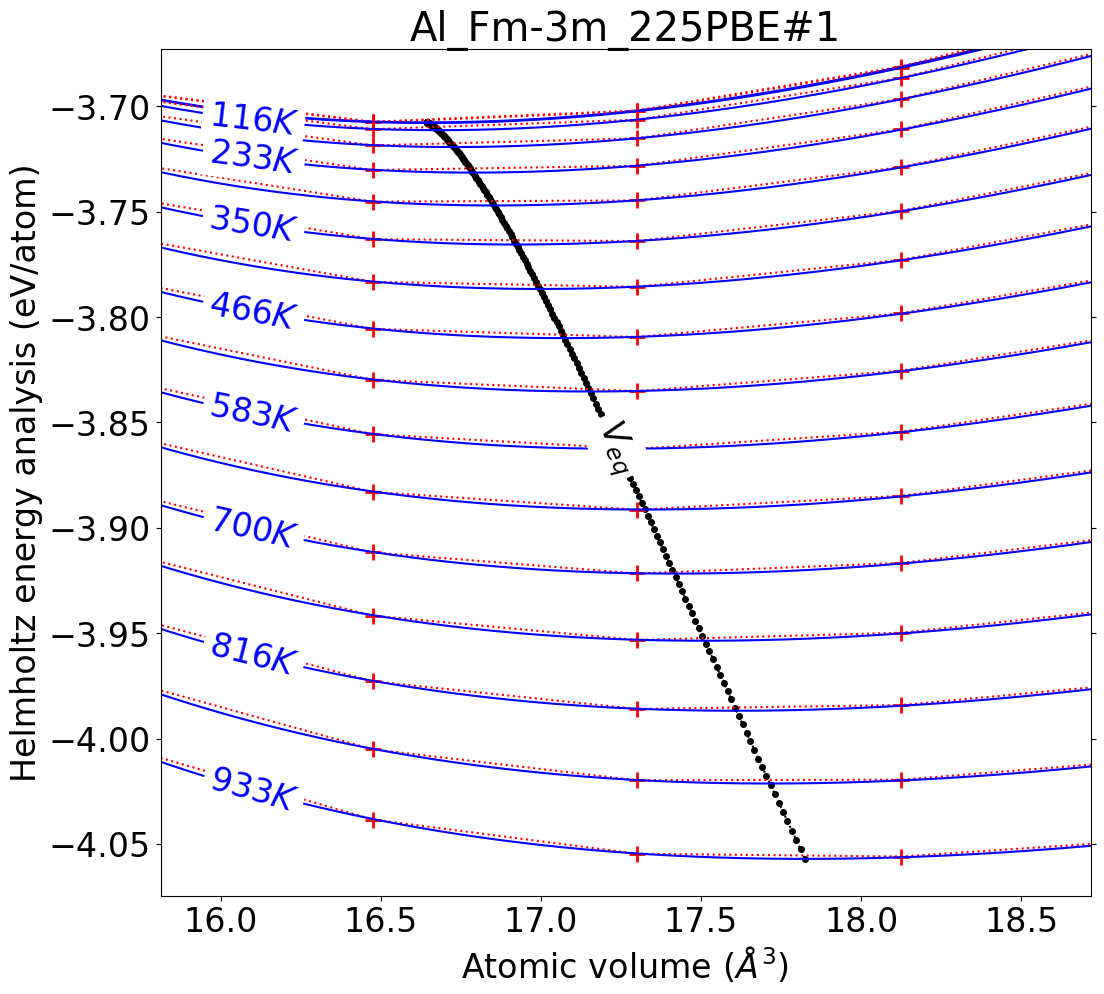 Al_Fm-3m_225PBE#1
Helmholtz energy analysis (eV/atom)
−3.70
−3.75
−3.80
−3.85
−3.90
−3.95
−4.00
−4.05
116K
233K
350K
466K
583K
700K
816K
933K
V_eq
16.0 16.5 17.0 17.5 18.0 18.5
Atomic volume (Å³)